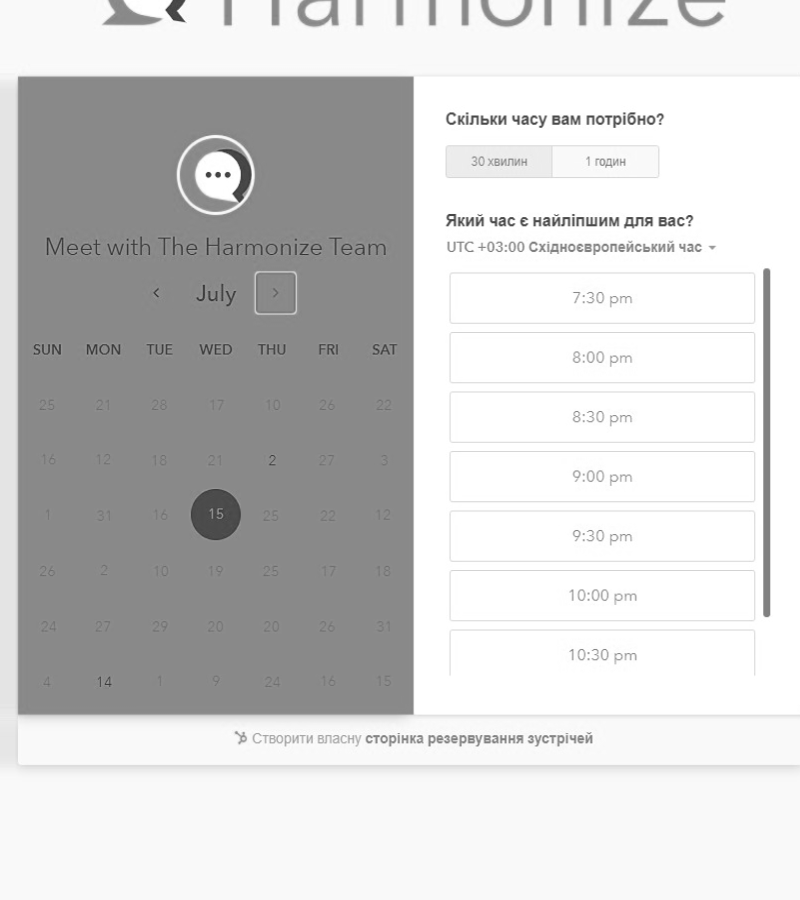 Harmonize
Meet with The Harmonize Team
July
SUN MON TUE WED THU FRI SAT
25 21 28 17 10 26 22
16 12 18 21 2 27 3
1 31 16 15 25 22 12
26 2 10 19 25 17 18
24 27 29 20 20 26 31
4 14 1 9 24 16 15
Скільки часу вам потрібно?
30 хвилин 1 годин
Який час є найліпшим для вас?
UTC +03:00 Східноєвропейський час
7:30 pm
8:00 pm
8:30 pm
9:00 pm
9:30 pm
10:00 pm
10:30 pm
Створити власну сторінка резервування зустрічей